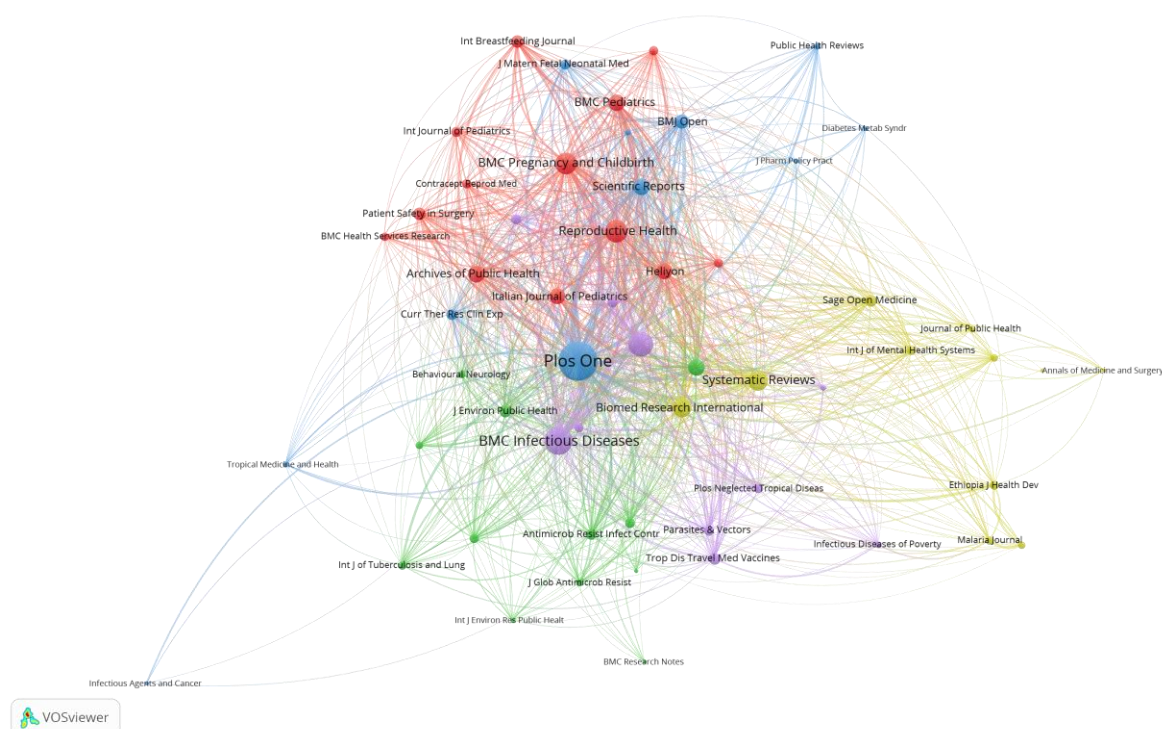 Int Breastfeeding Journal
Public Health Reviews
J Matern Fetal Neonatal Med
BMC Pediatrics
BMJ Open
Diabetes Metab Syndr
Int Journal of Pediatrics
BMC Pregnancy and Childbirth
J Pharm Policy Pract
Contracept Reprod Med
Scientific Reports
Patient Safety in Surgery
Reproductive Health
BMC Health Services Research
Archives of Public Health
Heliyon
Italian Journal of Pediatrics
Sage Open Medicine
Curr Ther Res Clin Exp
Journal of Public Health
Int J of Mental Health Systems
Plos One
Annals of Medicine and Surgery
Behavioural Neurology
Systematic Reviews
Biomed Research International
J Environ Public Health
BMC Infectious Diseases
Tropical Medicine and Health
Plos Neglected Tropical Diseas
Ethiopia J Health Dev
Antimicrob Resist Infect Contr
Parasites & Vectors
Malaria Journal
Infectious Diseases of Poverty
Trop Dis Travel Med Vaccines
Int J of Tuberculosis and Lung
J Glob Antimicrob Resist
Int J Environ Res Public Healt
BMC Research Notes
Infectious Agents and Cancer
VOSviewer